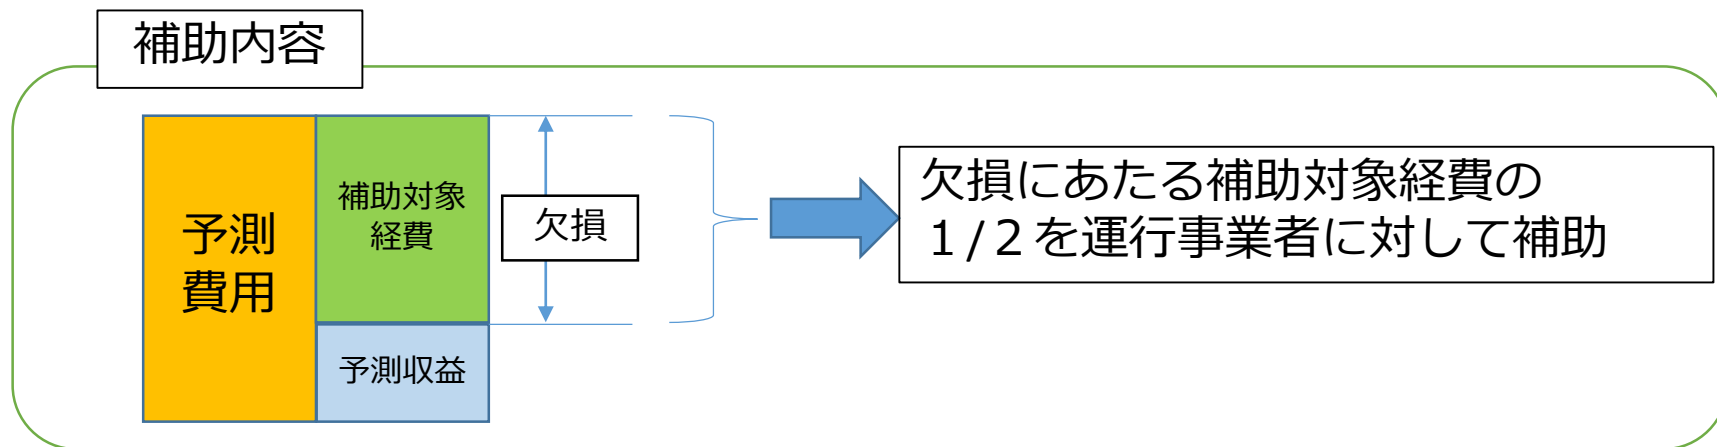 補助内容
予測
費用
補助対象
経費
予測収益
欠損
欠損にあたる補助対象経費の
１/２を運行事業者に対して補助